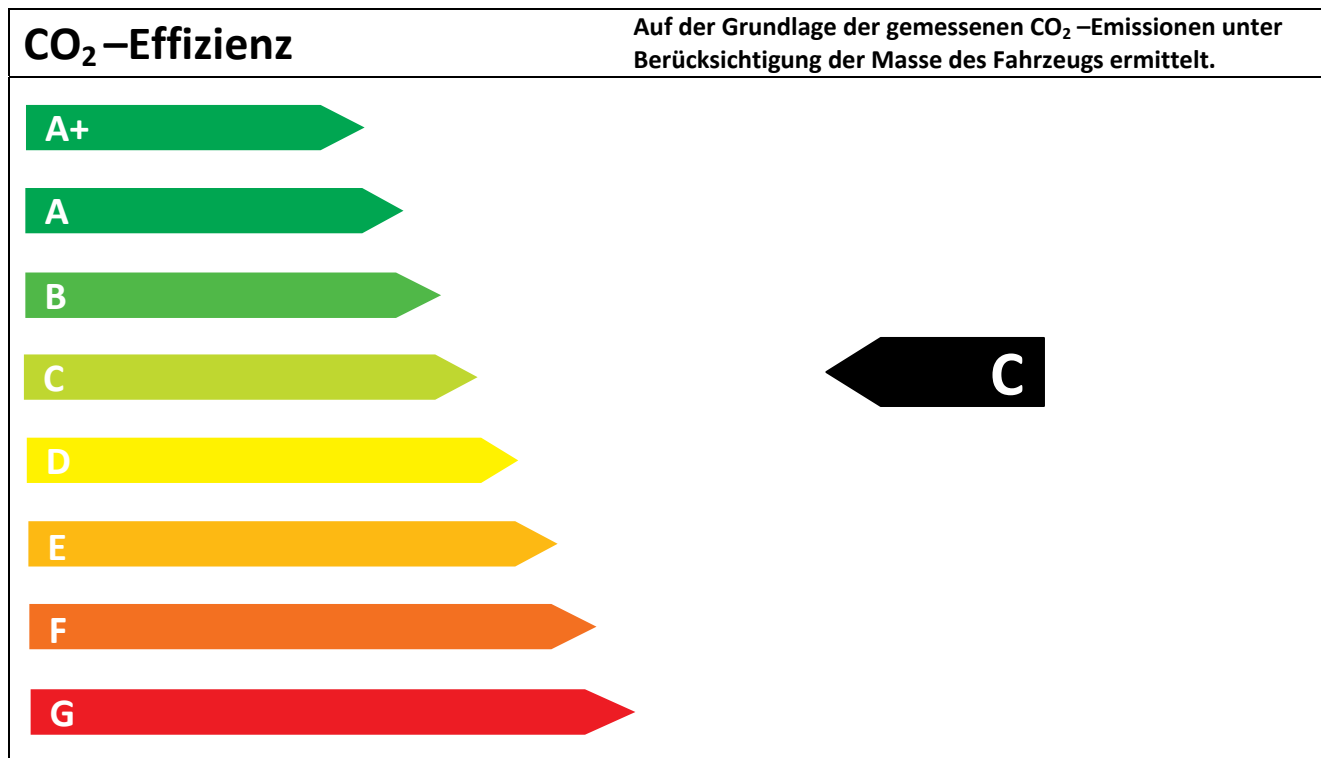 CO₂ –Effizienz
Auf der Grundlage der gemessenen CO₂ –Emissionen unter
Berücksichtigung der Masse des Fahrzeugs ermittelt.
A+
A
B
C
C
D
E
F
G